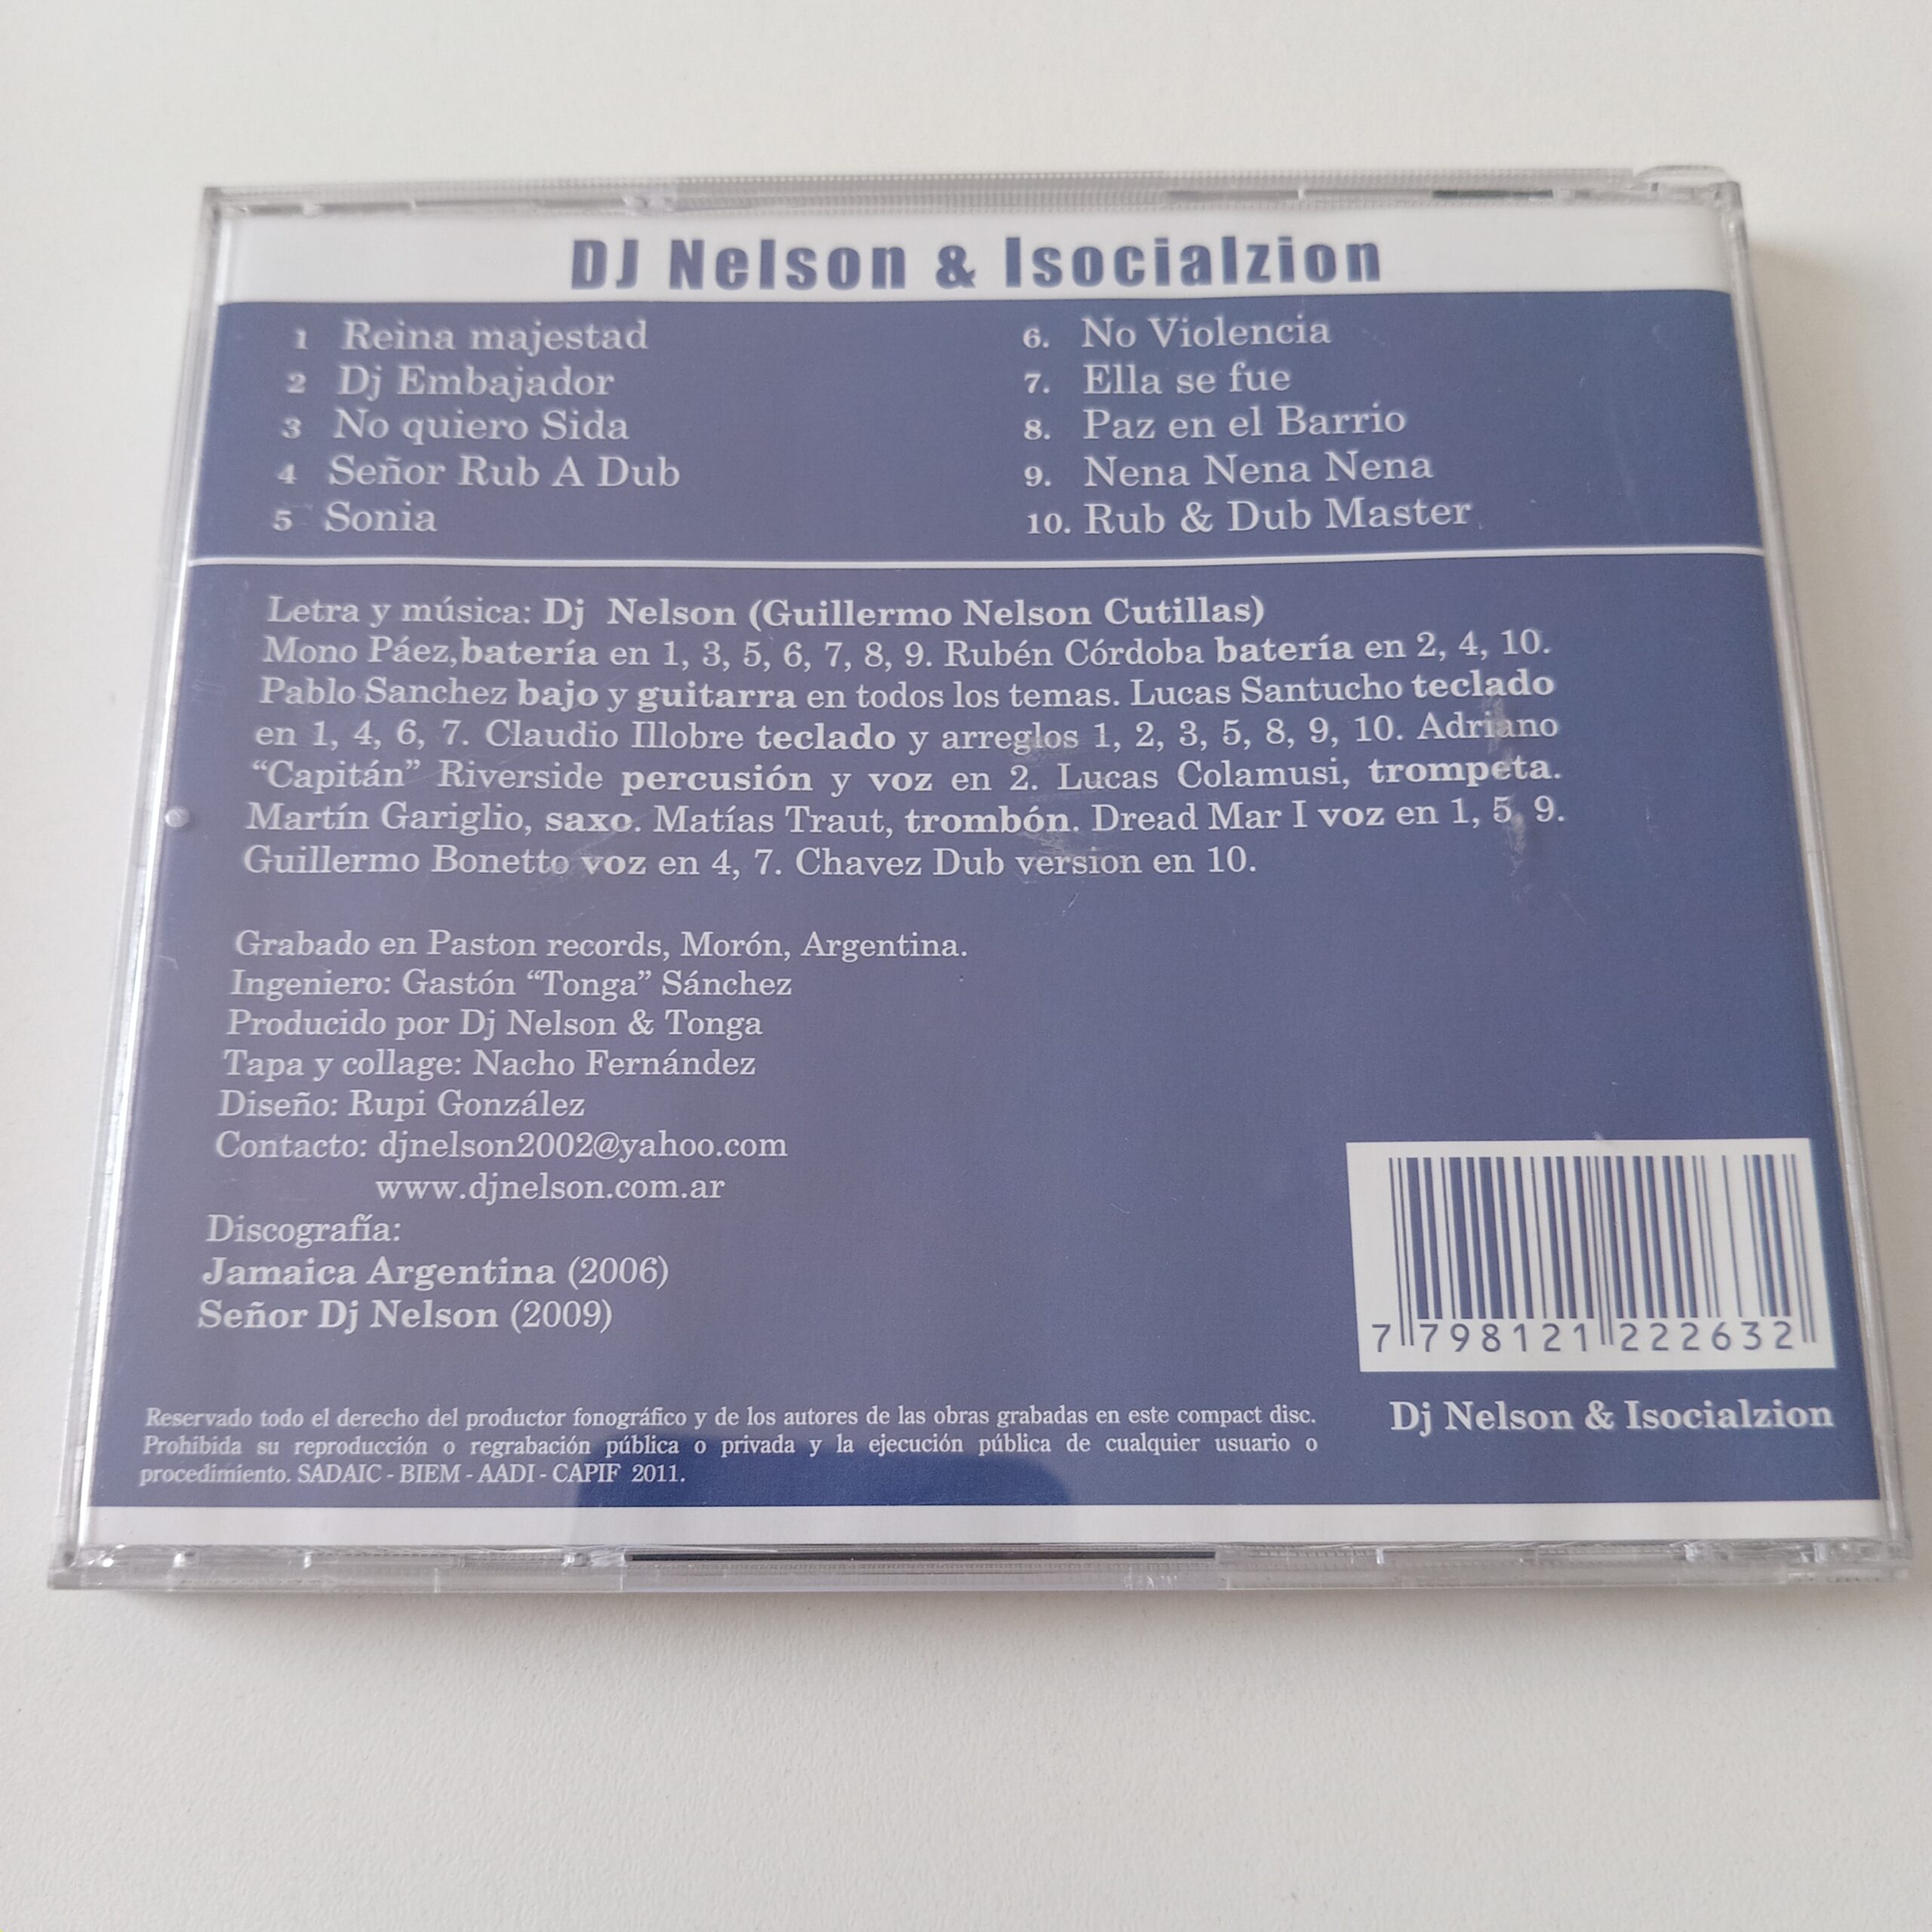 DJ Nelson & Isocialzion
1 Reina majestad
2 Dj Embajador
3 No quiero Sida
4 Señor Rub A Dub
5 Sonia
6. No Violencia
7. Ella se fue
8. Paz en el Barrio
9. Nena Nena Nena
10. Rub & Dub Master
Letra y música: Dj Nelson (Guillermo Nelson Cutillas)
Mono Páez,batería en 1, 3, 5, 6, 7, 8, 9. Rubén Córdoba batería en 2, 4, 10.
Pablo Sanchez bajo y guitarra en todos los temas. Lucas Santucho teclado
en 1, 4, 6, 7. Claudio Illobre teclado y arreglos 1, 2, 3, 5, 8, 9, 10. Adriano
“Capitán” Riverside percusión y voz en 2. Lucas Colamusi, trompeta.
Martín Gariglio, saxo. Matías Traut, trombón. Dread Mar I voz en 1, 5, 9.
Guillermo Bonetto voz en 4, 7. Chavez Dub version en 10.
Grabado en Paston records, Morón, Argentina.
Ingeniero: Gastón “Tonga” Sánchez
Producido por Dj Nelson & Tonga
Tapa y collage: Nacho Fernández
Diseño: Rupi González
Contacto: djnelson2002@yahoo.com
www.djnelson.com.ar
Discografía:
Jamaica Argentina (2006)
Señor Dj Nelson (2009)
7 798121 222632
Dj Nelson & Isocialzion
Reservado todo el derecho del productor fonográfico y de los autores de las obras grabadas en este compact disc.
Prohibida su reproducción o regrabación pública o privada y la ejecución pública de cualquier usuario o
procedimiento. SADAIC - BIEM - AADI - CAPIF 2011.